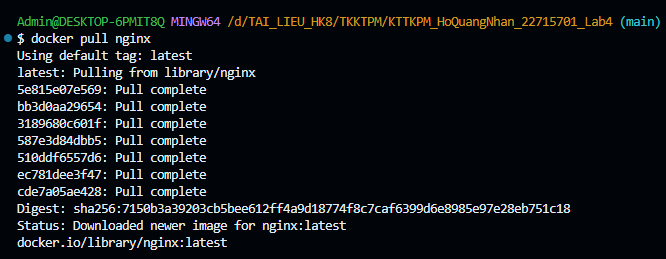 Admin@DESKTOP-6PMIT8Q MINGW64 /d/TAI_LIEU_HK8/TKKTPM/KTTKPM_HoQuangNhan_22715701_Lab4 (main)
$ docker pull nginx
Using default tag: latest
latest: Pulling from library/nginx
5e815e07e569: Pull complete
bb3d0aa29654: Pull complete
3189680c601f: Pull complete
587e3d84dbb5: Pull complete
510ddf6557d6: Pull complete
ec781dee3f47: Pull complete
cde7a05ae428: Pull complete
Digest: sha256:7150b3a39203cb5bee612ff4a9d18774f8c7caf6399d6e8985e97e28eb751c18
Status: Downloaded newer image for nginx:latest
docker.io/library/nginx:latest